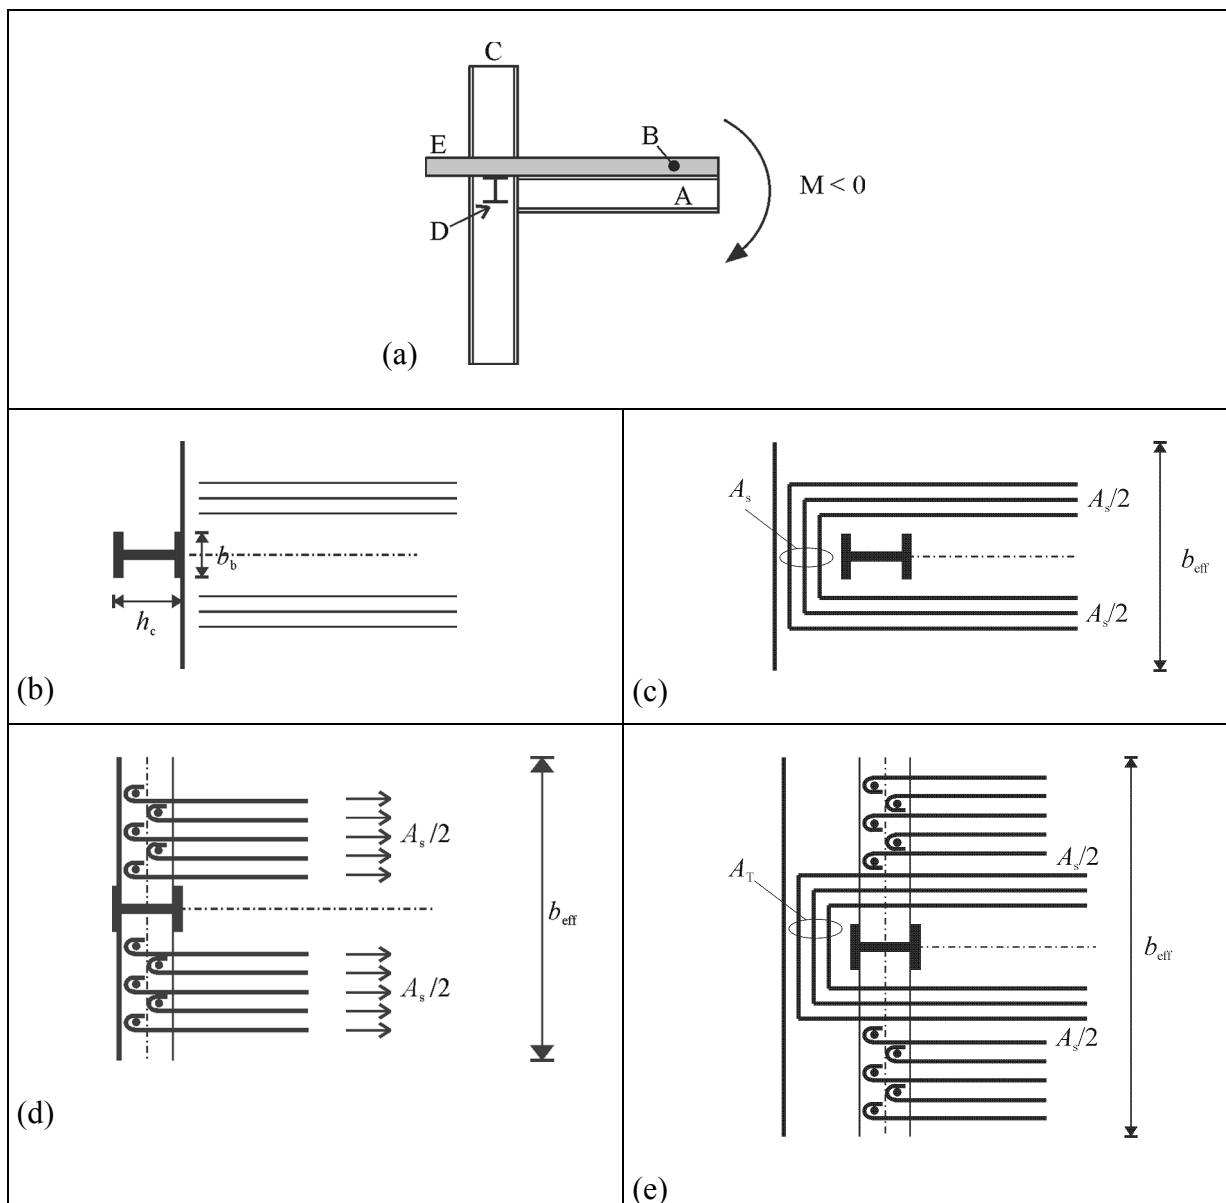 C
E
B
A
M < 0
D
(a)
b_b
h_c
(b)
A_s
A_s/2
b_eff
A_s/2
(c)
A_s/2
b_eff
A_s/2
(d)
A_s/2
A_T
b_eff
A_s/2
(e)